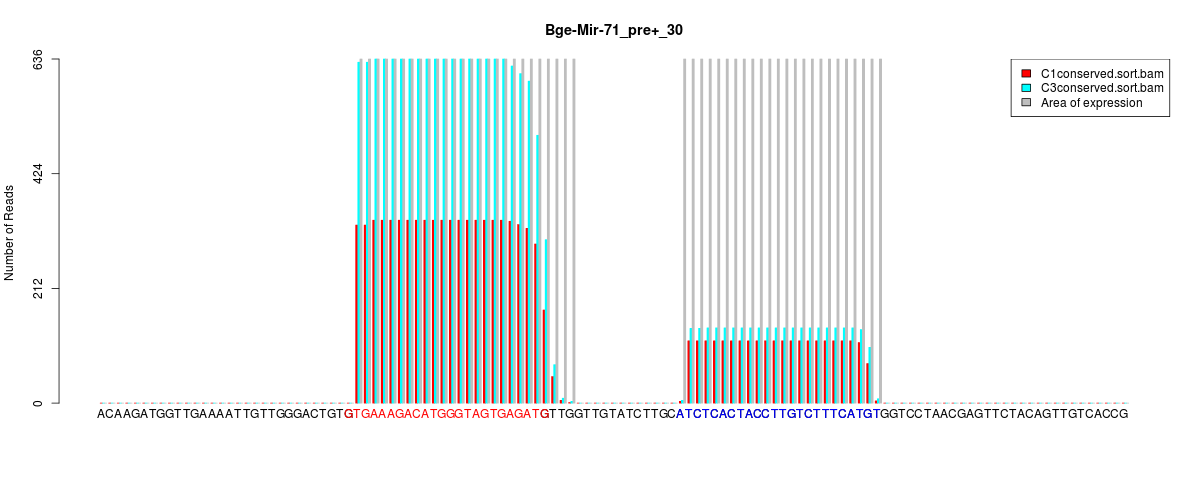 Bge-Mir-71_pre+_30
636
424
212
0
Number of Reads
C1conserved.sort.bam
C3conserved.sort.bam
Area of expression
ACAAGATGGTTGAAAATTGTTGGGACTGTGTGAAAGACATGGGTAGTGAGATGTTGGTTGTATCTTGCATCTCACTACCTTGTCTTTCATGTGGTCCTAACGAGTTCTACAGTTGTCACCG